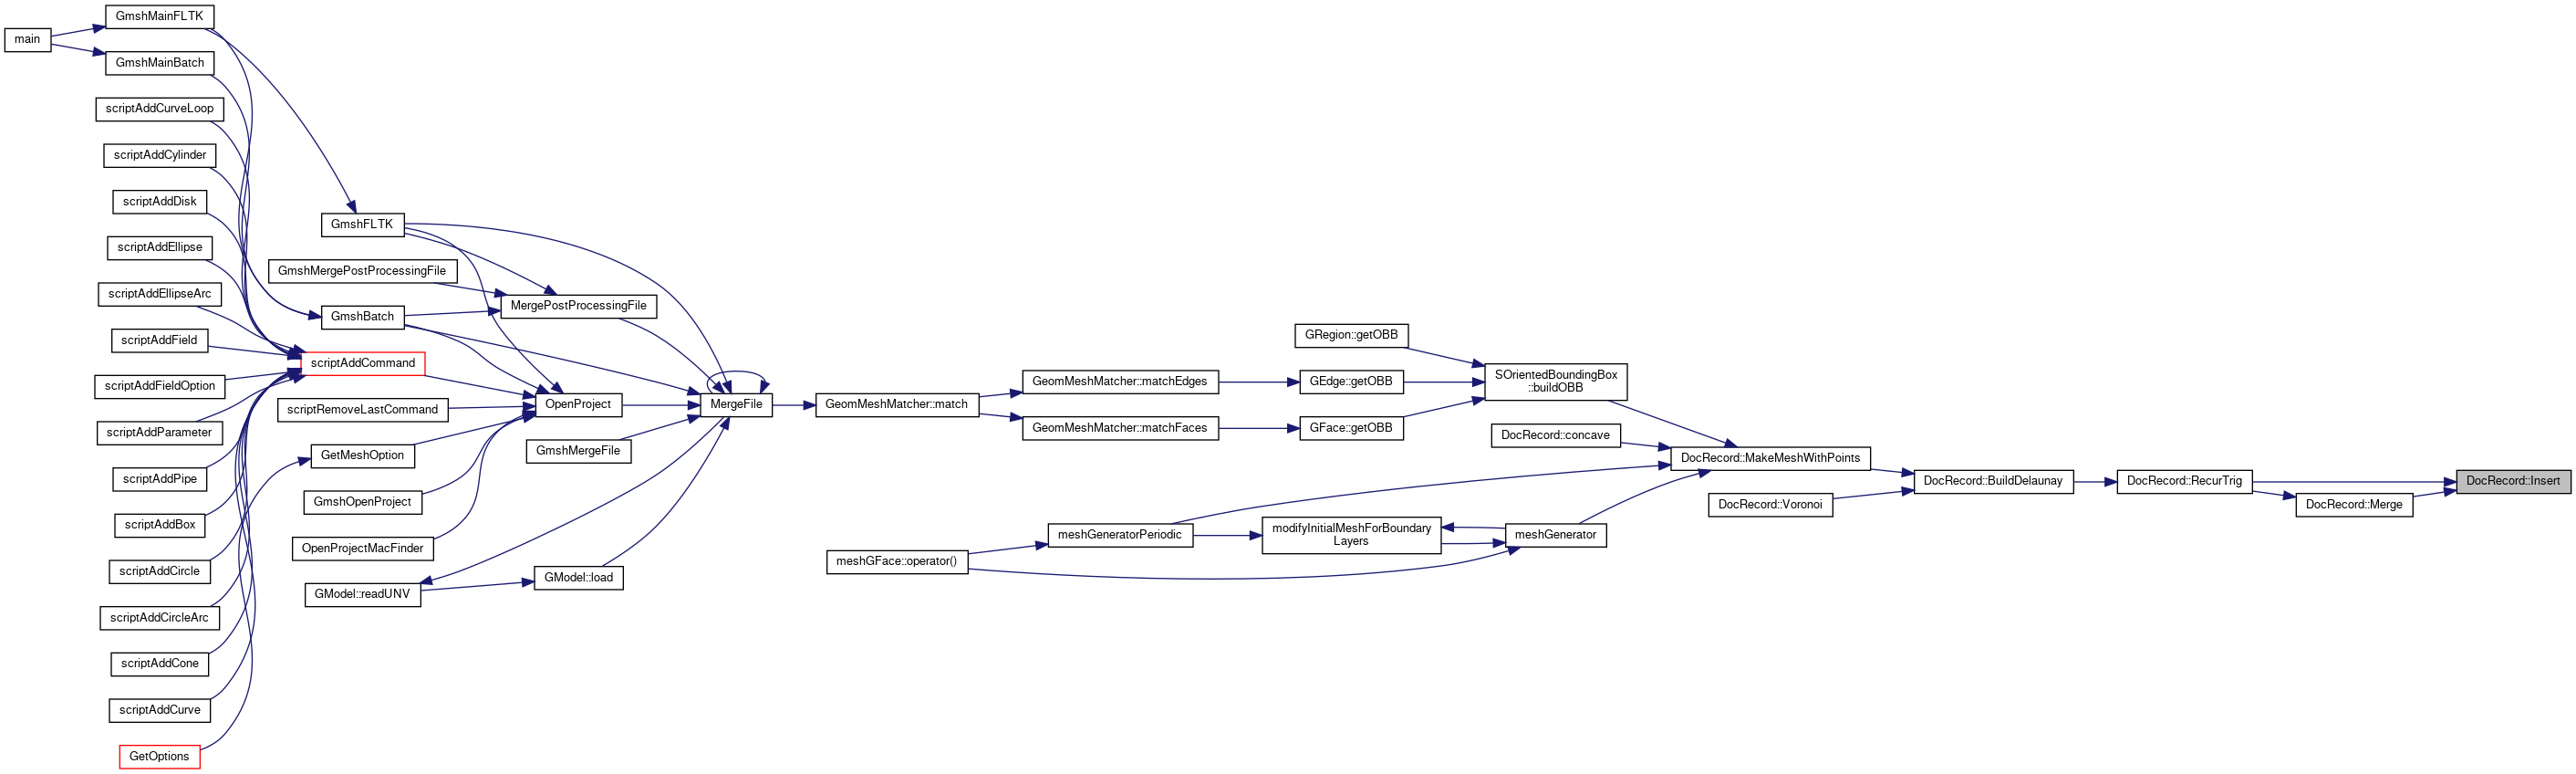 main
GmshMainFLTK
GmshMainBatch
scriptAddCurveLoop
scriptAddCylinder
scriptAddDisk
scriptAddEllipse
scriptAddEllipseArc
scriptAddField
scriptAddFieldOption
scriptAddParameter
scriptAddPipe
scriptAddBox
scriptAddCircle
scriptAddCircleArc
scriptAddCone
scriptAddCurve
GetOptions
GmshFLTK
GmshMergePostProcessingFile
GmshBatch
scriptAddCommand
scriptRemoveLastCommand
GetMeshOption
GmshOpenProject
OpenProjectMacFinder
GModel::readUNV
MergePostProcessingFile
OpenProject
GmshMergeFile
GModel::load
MergeFile
GeomMeshMatcher::match
meshGFace::operator()
GeomMeshMatcher::matchEdges
GeomMeshMatcher::matchFaces
meshGeneratorPeriodic
GRegion::getOBB
GEdge::getOBB
GFace::getOBB
modifyInitialMeshForBoundary
Layers
SOrientedBoundingBox
::buildOBB
DocRecord::concave
meshGenerator
DocRecord::MakeMeshWithPoints
DocRecord::Voronoi
DocRecord::BuildDelaunay
DocRecord::RecurTrig
DocRecord::Merge
DocRecord::Insert